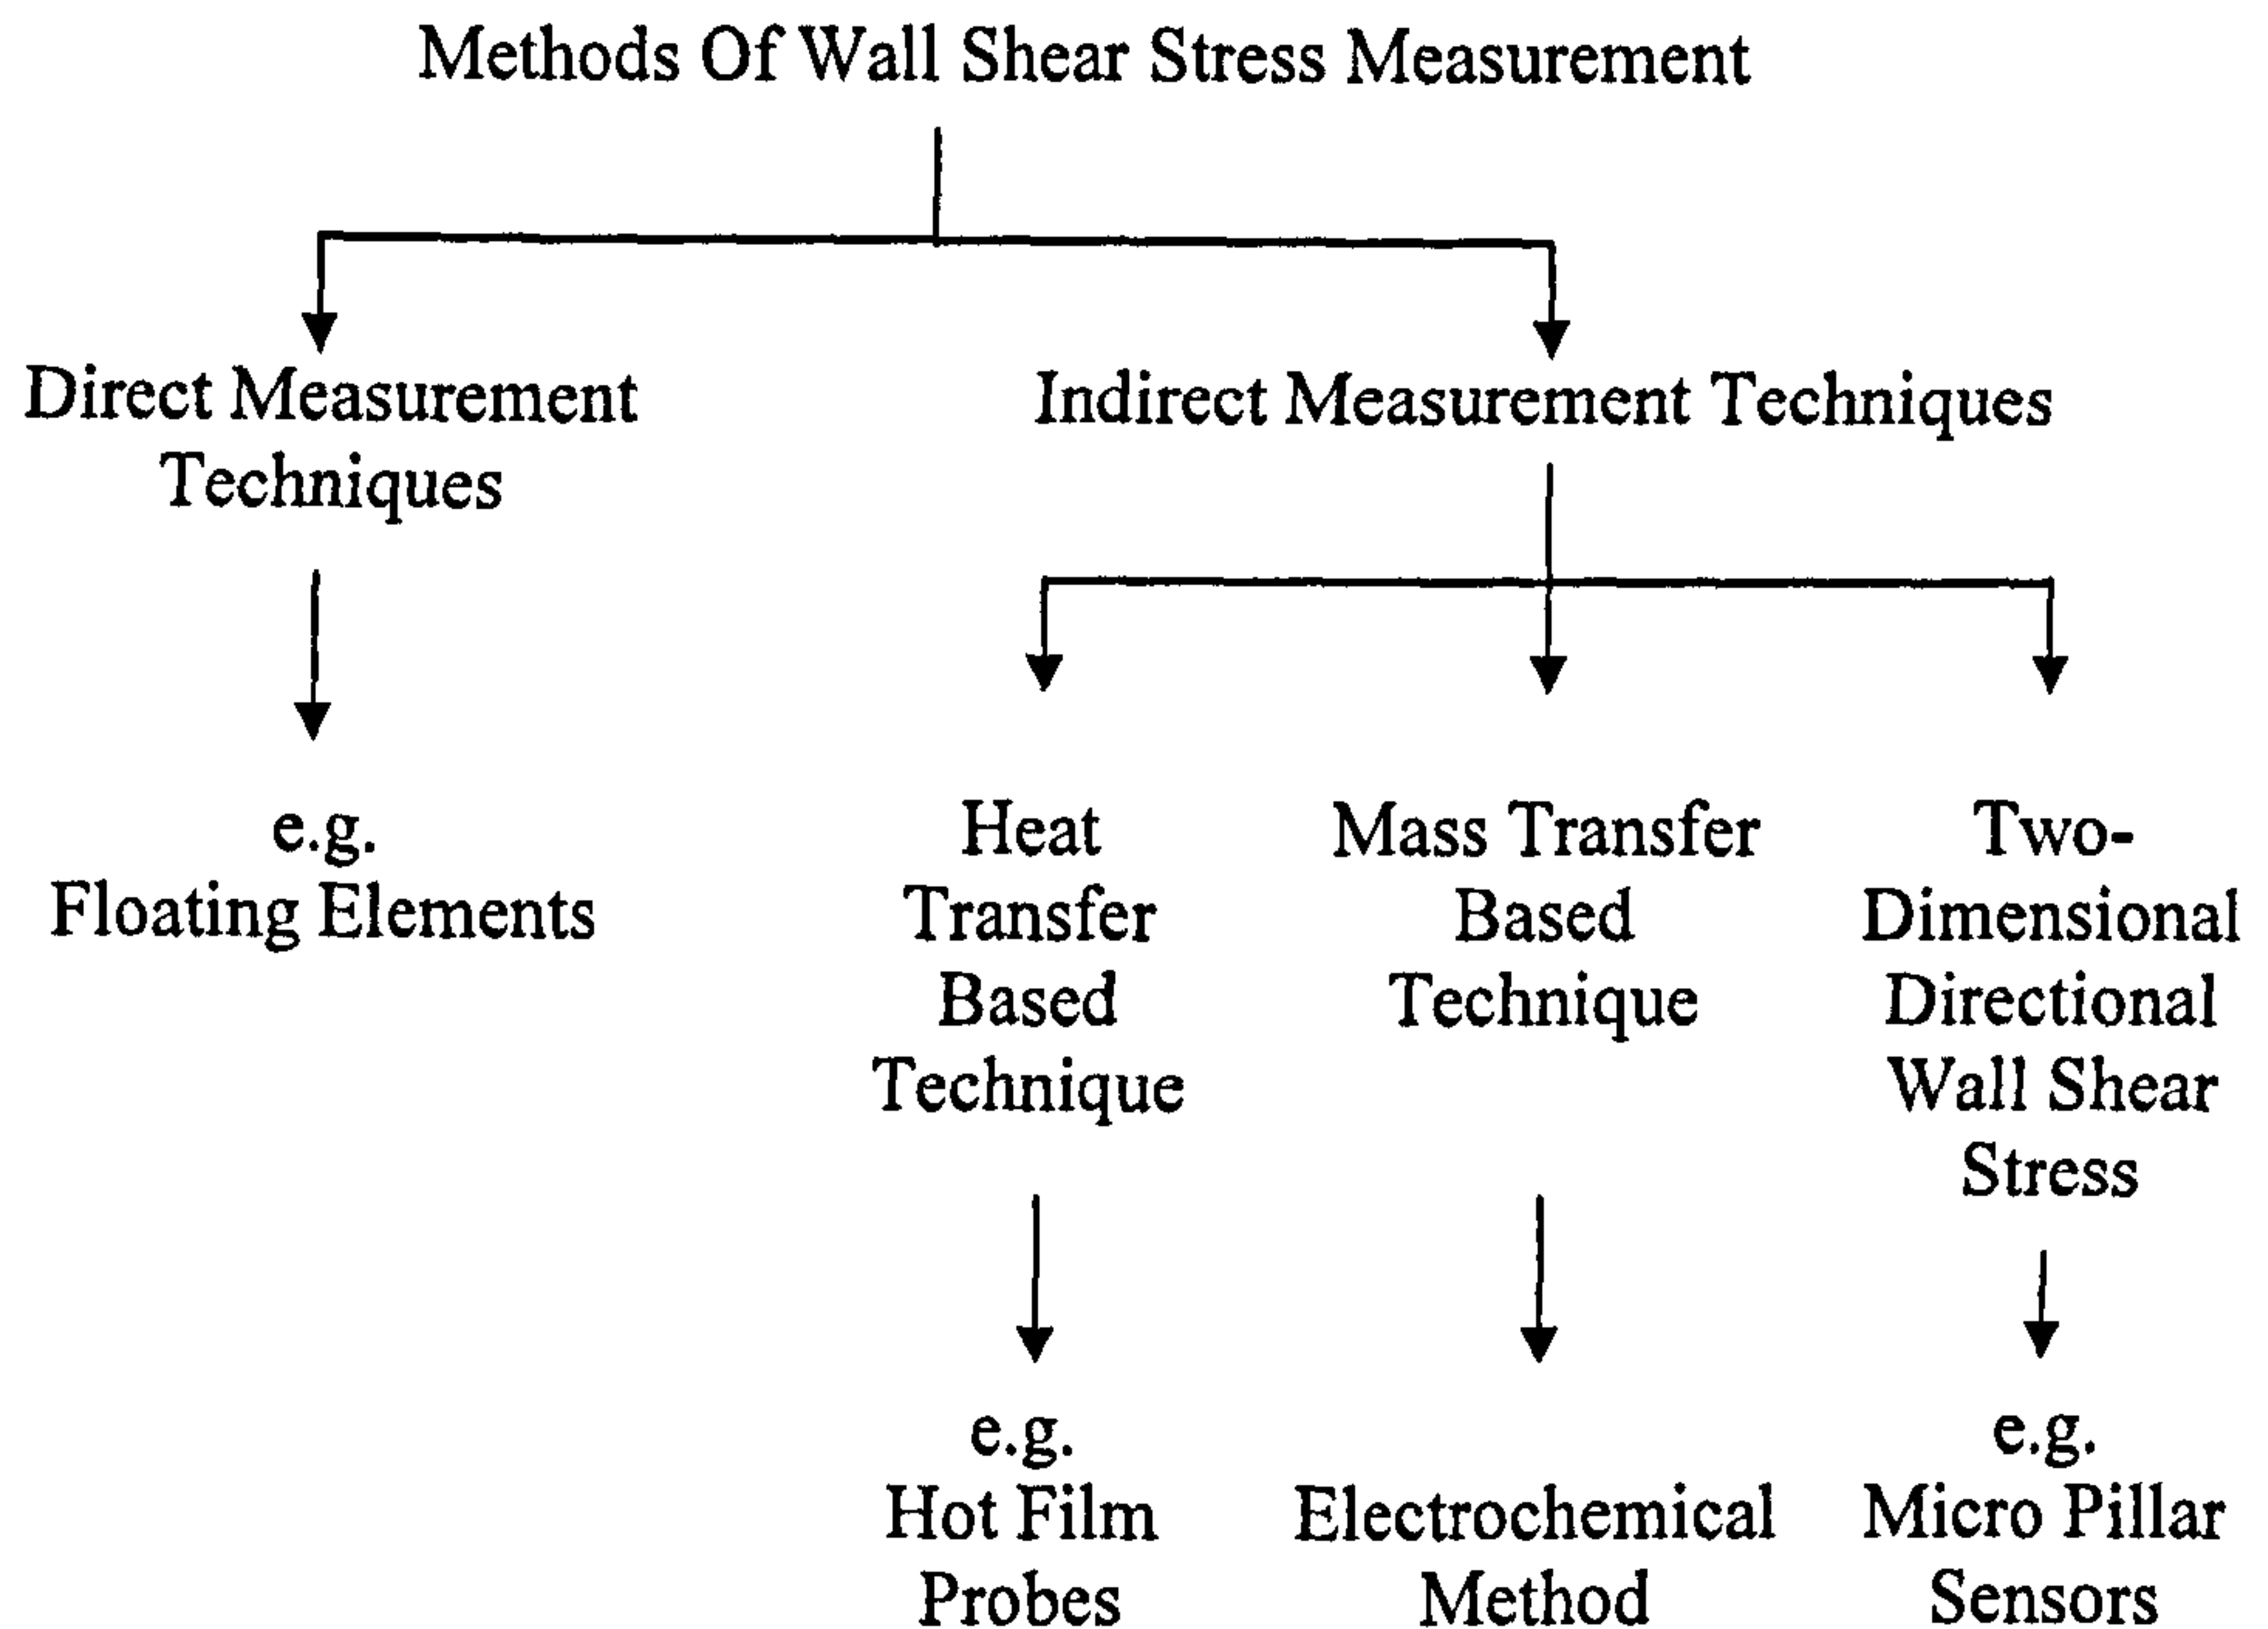 Methods Of Wall Shear Stress Measurement
Direct Measurement
Techniques
Indirect Measurement Techniques
e.g.
Floating Elements
Heat
Transfer
Based
Technique
Mass Transfer
Based
Technique
Two-
Dimensional
Directional
Wall Shear
Stress
e.g.
Hot Film
Probes
Electrochemical
Method
e.g.
Micro Pillar
Sensors